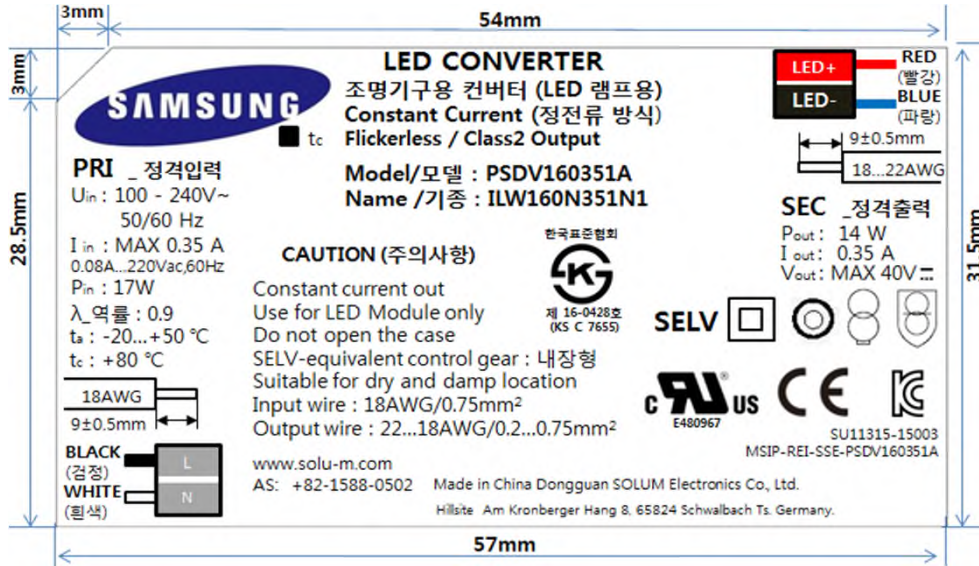 3mm
54mm
3mm
28.5mm
31.5mm
57mm
SAMSUNG
tc
LED CONVERTER
조명기구용 컨버터 (LED 램프용)
Constant Current (정전류 방식)
Flickerless / Class2 Output
Model/모델 : PSDV160351A
Name /기종 : ILW160N351N1
LED+
LED-
RED
(빨강)
BLUE
(파랑)
9±0.5mm
18...22AWG
PRI _ 정격입력
Uin : 100 - 240V~
50/60 Hz
I in : MAX 0.35 A
0.08A...220Vac,60Hz
Pin : 17W
λ_역률 : 0.9
ta : -20...+50 ℃
tc : +80 ℃
18AWG
9±0.5mm
BLACK
(검정)
WHITE
(흰색)
L
N
CAUTION (주의사항)
Constant current out
Use for LED Module only
Do not open the case
SELV-equivalent control gear : 내장형
Suitable for dry and damp location
Input wire : 18AWG/0.75mm²
Output wire : 22...18AWG/0.2...0.75mm²
한국표준협회
제 16-0428호
(KS C 7655)
SEC _정격출력
Pout : 14 W
I out : 0.35 A
Vout : MAX 40V⎓
SELV
C RU US
E480967
CE
KC
SU11315-15003
MSIP-REI-SSE-PSDV160351A
www.solu-m.com
AS: +82-1588-0502
Made in China Dongguan SOLUM Electronics Co., Ltd.
Hillsite Am Kronberger Hang 8, 65824 Schwalbach Ts. Germany.